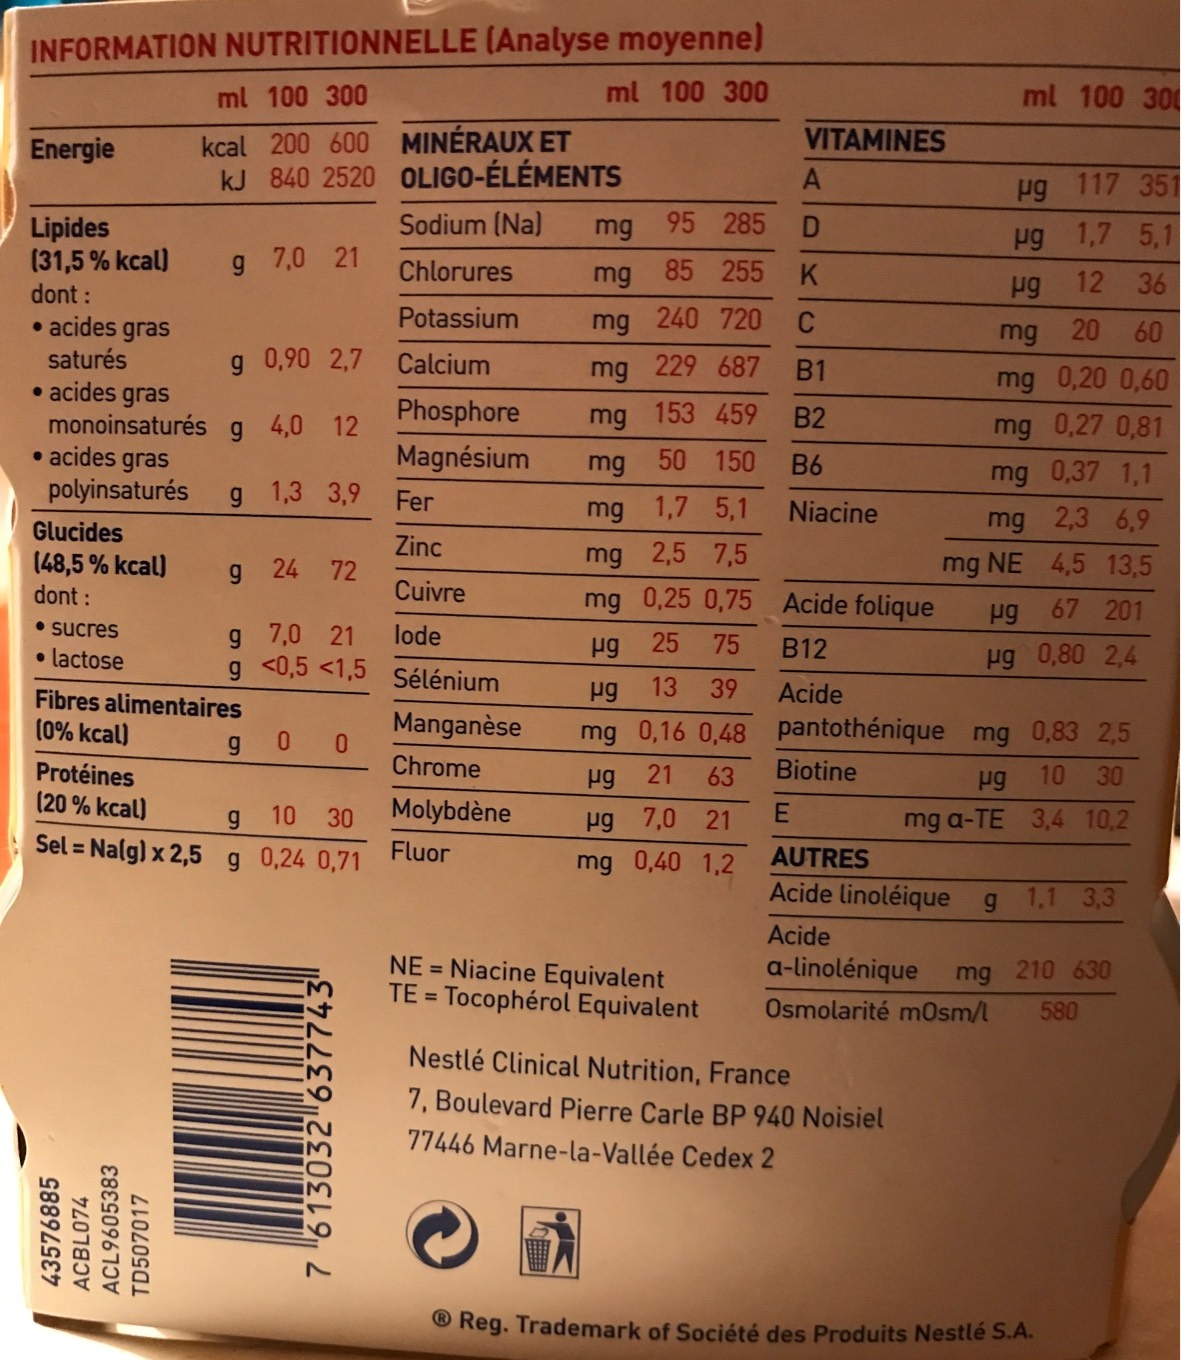 INFORMATION NUTRITIONNELLE (Analyse moyenne)
ml 100 300
Energie kcal 200 600
kJ 840 2520
Lipides
(31,5 % kcal) g 7,0 21
dont :
• acides gras
saturés g 0,90 2,7
• acides gras
monoinsaturés g 4,0 12
• acides gras
polyinsaturés g 1,3 3,9
Glucides
(48,5 % kcal) g 24 72
dont :
• sucres g 7,0 21
• lactose g <0,5 <1,5
Fibres alimentaires
(0% kcal) g 0 0
Protéines
(20 % kcal) g 10 30
Sel = Na(g) x 2,5 g 0,24 0,71
ml 100 300
MINÉRAUX ET
OLIGO-ÉLÉMENTS
Sodium (Na) mg 95 285
Chlorures mg 85 255
Potassium mg 240 720
Calcium mg 229 687
Phosphore mg 153 459
Magnésium mg 50 150
Fer mg 1,7 5,1
Zinc mg 2,5 7,5
Cuivre mg 0,25 0,75
Iode µg 25 75
Sélénium µg 13 39
Manganèse mg 0,16 0,48
Chrome µg 21 63
Molybdène µg 7,0 21
Fluor mg 0,40 1,2
ml 100 300
VITAMINES
A µg 117 351
D µg 1,7 5,1
K µg 12 36
C mg 20 60
B1 mg 0,20 0,60
B2 mg 0,27 0,81
B6 mg 0,37 1,1
Niacine mg 2,3 6,9
mg NE 4,5 13,5
Acide folique µg 67 201
B12 µg 0,80 2,4
Acide
pantothénique mg 0,83 2,5
Biotine µg 10 30
E mg α-TE 3,4 10,2
AUTRES
Acide linoléique g 1,1 3,3
Acide
α-linolénique mg 210 630
Osmolarité mOsm/l 580
NE = Niacine Equivalent
TE = Tocophérol Equivalent
Nestlé Clinical Nutrition, France
7, Boulevard Pierre Carle BP 940 Noisiel
77446 Marne-la-Vallée Cedex 2
7 613032 637743
43576885
ACBL074
ACL9605383
TD507017
® Reg. Trademark of Société des Produits Nestlé S.A.